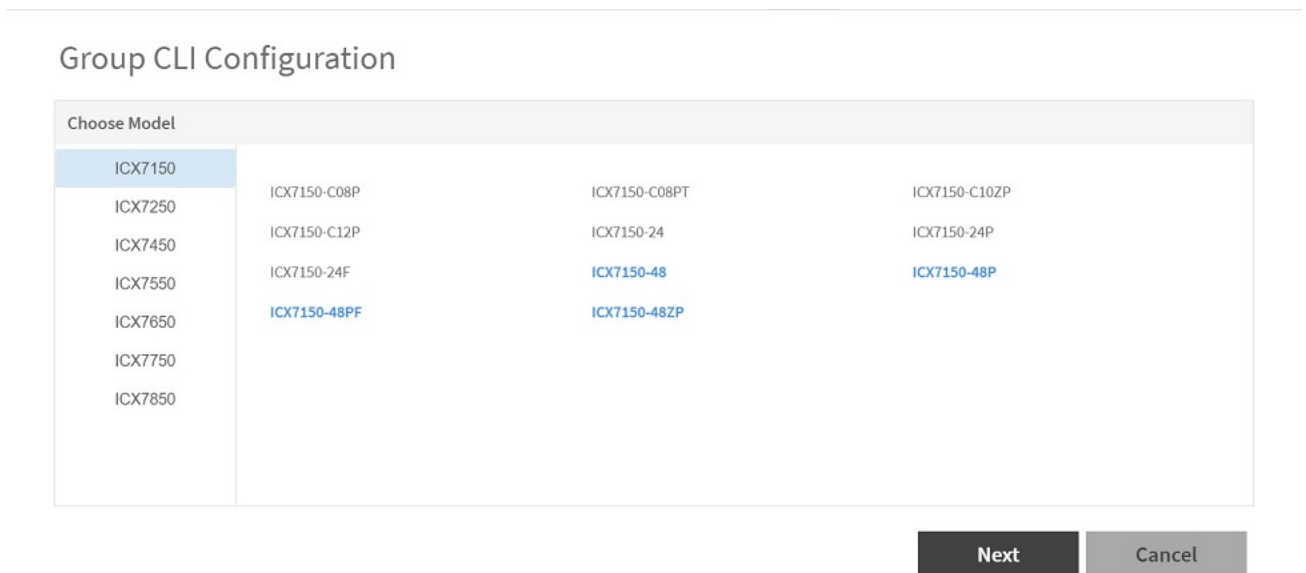 Group CLI Configuration
Choose Model
ICX7150
ICX7250
ICX7450
ICX7550
ICX7650
ICX7750
ICX7850
ICX7150-C08P ICX7150-C08PT ICX7150-C10ZP
ICX7150-C12P ICX7150-24 ICX7150-24P
ICX7150-24F ICX7150-48 ICX7150-48P
ICX7150-48PF ICX7150-48ZP
Next Cancel